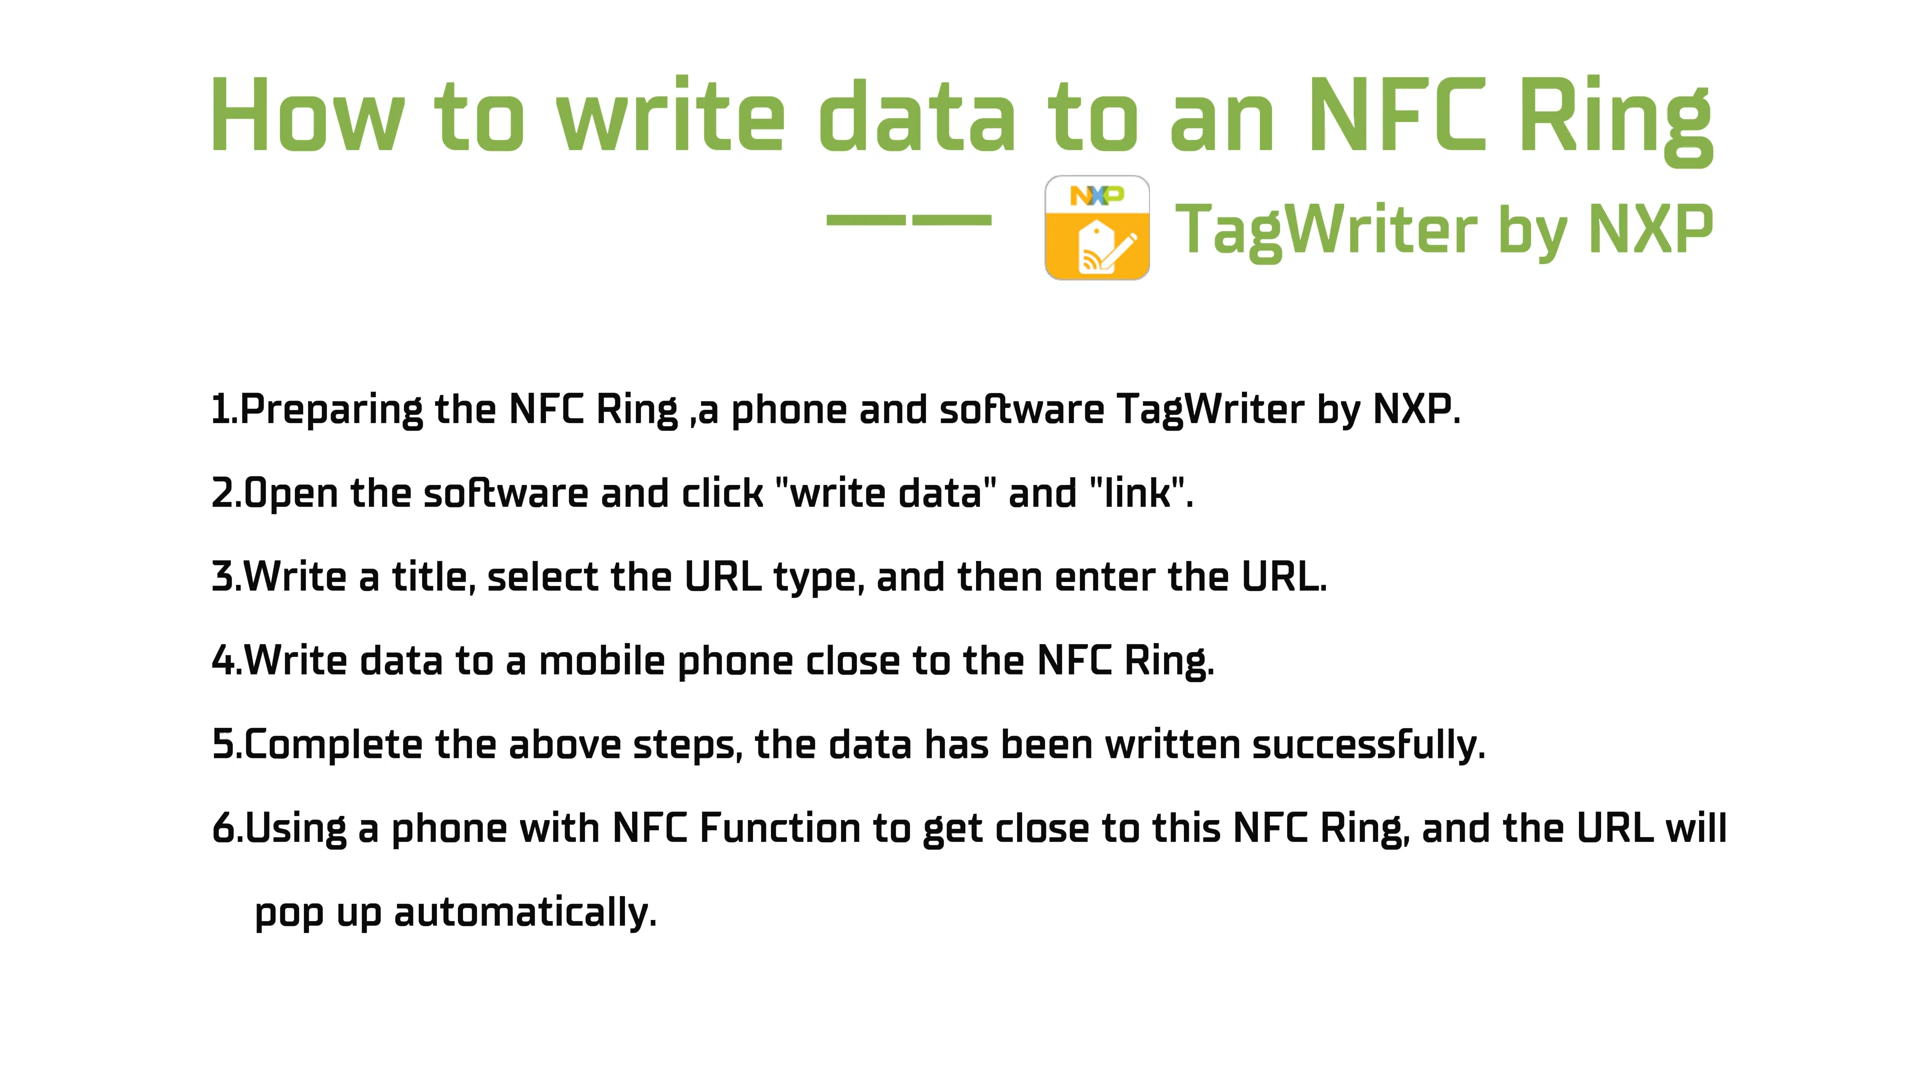 How to write data to an NFC Ring
—— NXP TagWriter by NXP
1.Preparing the NFC Ring ,a phone and software TagWriter by NXP.
2.Open the software and click "write data" and "link".
3.Write a title, select the URL type, and then enter the URL.
4.Write data to a mobile phone close to the NFC Ring.
5.Complete the above steps, the data has been written successfully.
6.Using a phone with NFC Function to get close to this NFC Ring, and the URL will
pop up automatically.